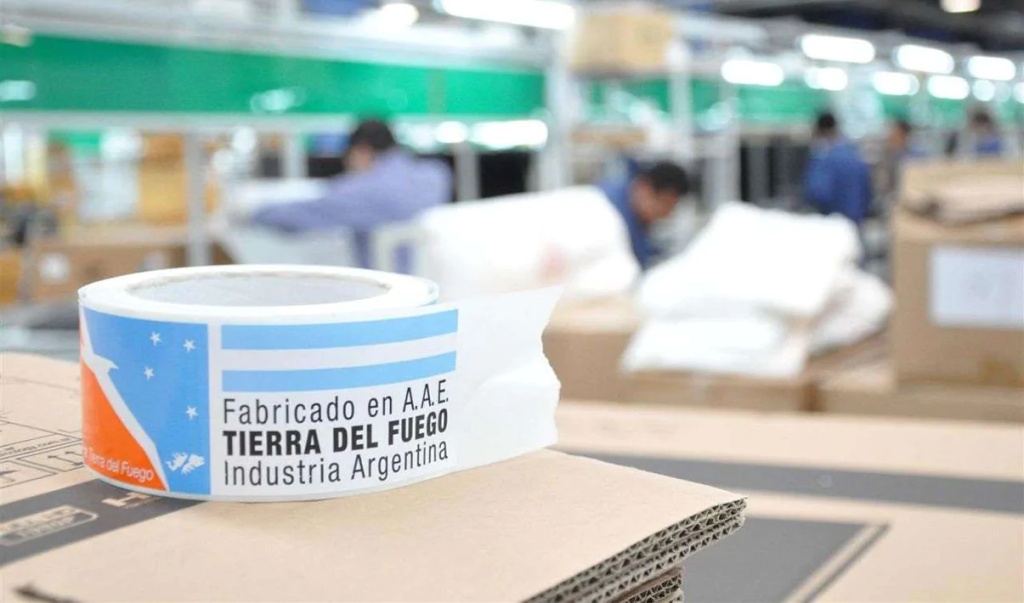 Fabricado en A.A.E.
TIERRA DEL FUEGO
Industria Argentina
Tierra del Fuego